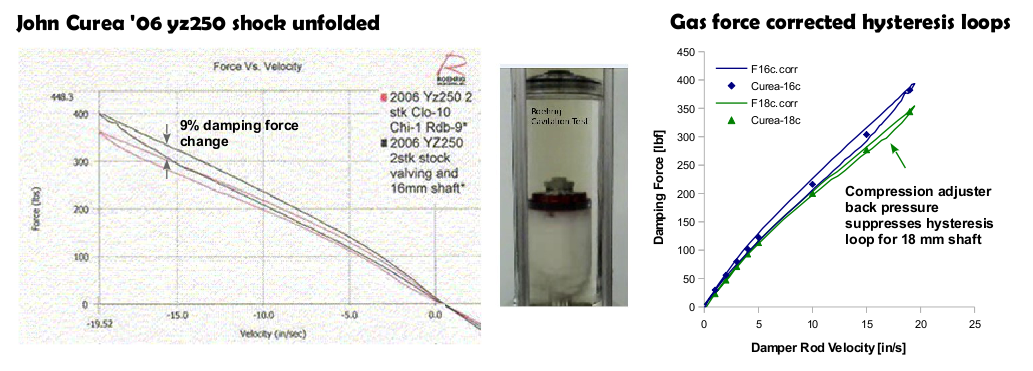 John Curea '06 yz250 shock unfolded
Force Vs. Velocity
R
ROEHRIG
448.3
400
300
200
100
0
Force (lbs)
-19.52
-15.0
-10.0
-5.0
0.0
Velocity (in/sec)
9% damping force
change
2006 Yz250 2
stk Clo-10
Chi-1 Rdb-9*
2006 YZ250
2stk stock
valving and
16mm shaft*
Roehrig
Cavitation Test
Gas force corrected hysteresis loops
450
400
350
300
250
200
150
100
50
0
Damping Force [lbf]
0
5
10
15
20
25
Damper Rod Velocity [in/s]
F16c.corr
Curea-16c
F18c.corr
Curea-18c
Compression adjuster
back pressure
suppresses hysteresis
loop for 18 mm shaft